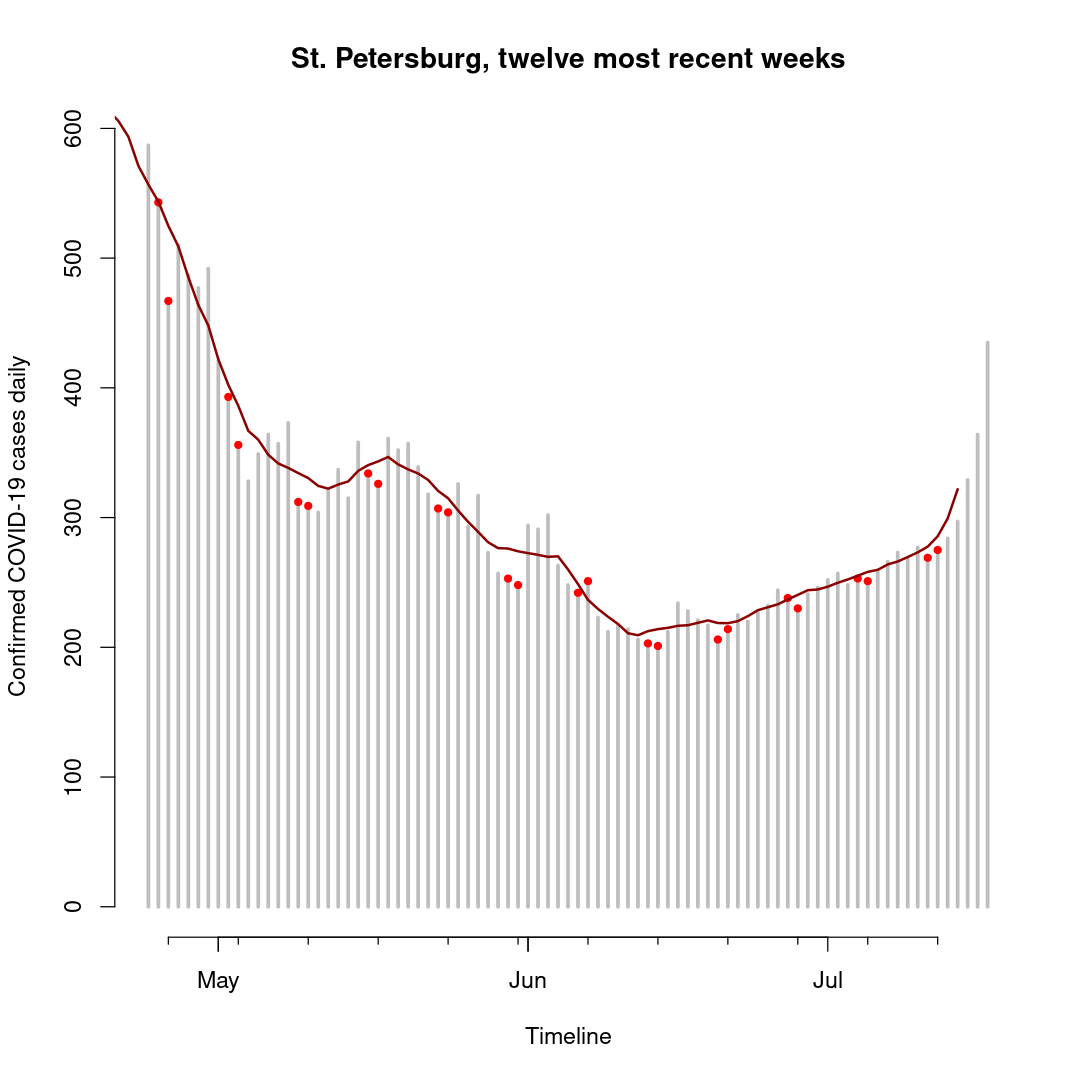 St. Petersburg, twelve most recent weeks
Confirmed COVID-19 cases daily
600
500
400
300
200
100
0
May Jun Jul
Timeline